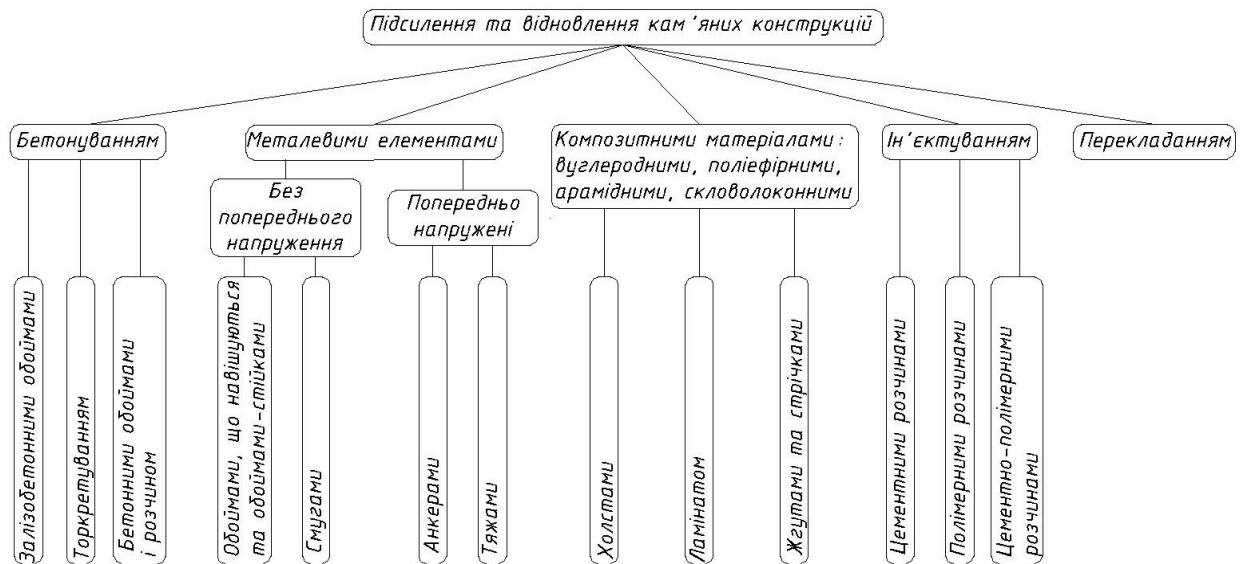 Підсилення та відновлення кам'яних конструкцій
Бетонуванням
Металевими елементами
Композитними матеріалами:
вуглеродними, поліефірними,
арамідними, скловолоконними
Ін'єктуванням
Перекладанням
Без
попереднього
напруження
Попередньо
напружені
Залізобетонними обоймами
Торкретуванням
Бетонними обоймами
і розчином
Обоймами, що навішуються
та обоймами-стійками
Смугами
Анкерами
Тяжами
Холстами
Ламінатом
Жгутами та стрічками
Цементними розчинами
Полімерними розчинами
Цементно-полімерними
розчинами